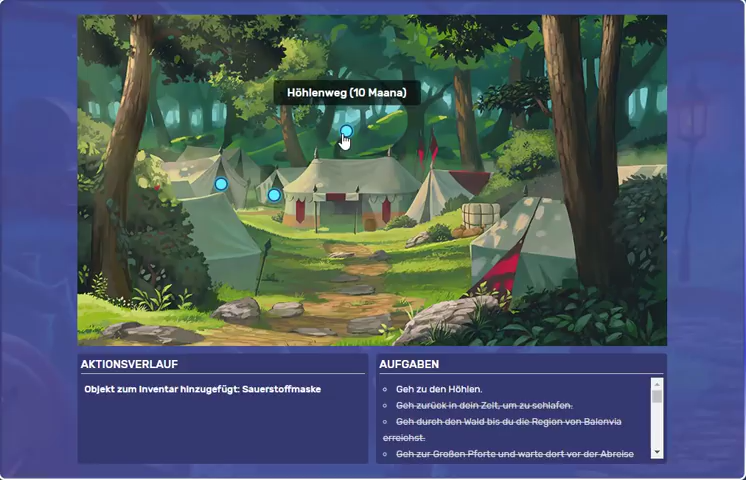 Höhlenweg (10 Maana)
AKTIONSVERLAUF
Objekt zum Inventar hinzugefügt: Sauerstoffmaske
AUFGABEN
Geh zu den Höhlen.
Geh zurück in dein Zeit, um zu schlafen.
Geh durch den Wald bis du die Region von Balenvia
erreichst.
Geh zur Großen Pforte und warte dort vor der Abreise